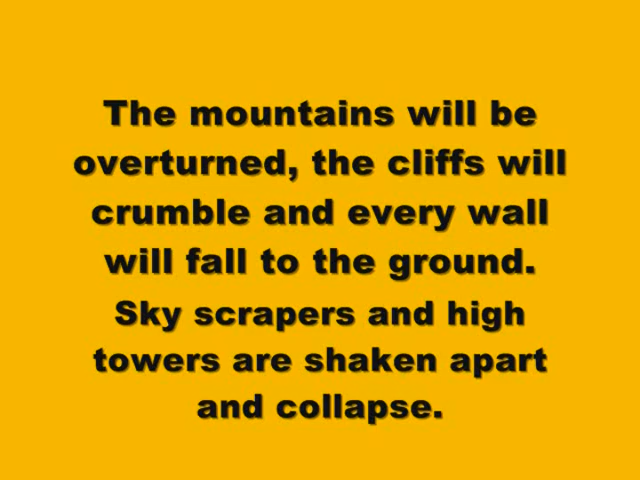 The mountains will be
overturned, the cliffs will
crumble and every wall
will fall to the ground.
Sky scrapers and high
towers are shaken apart
and collapse.